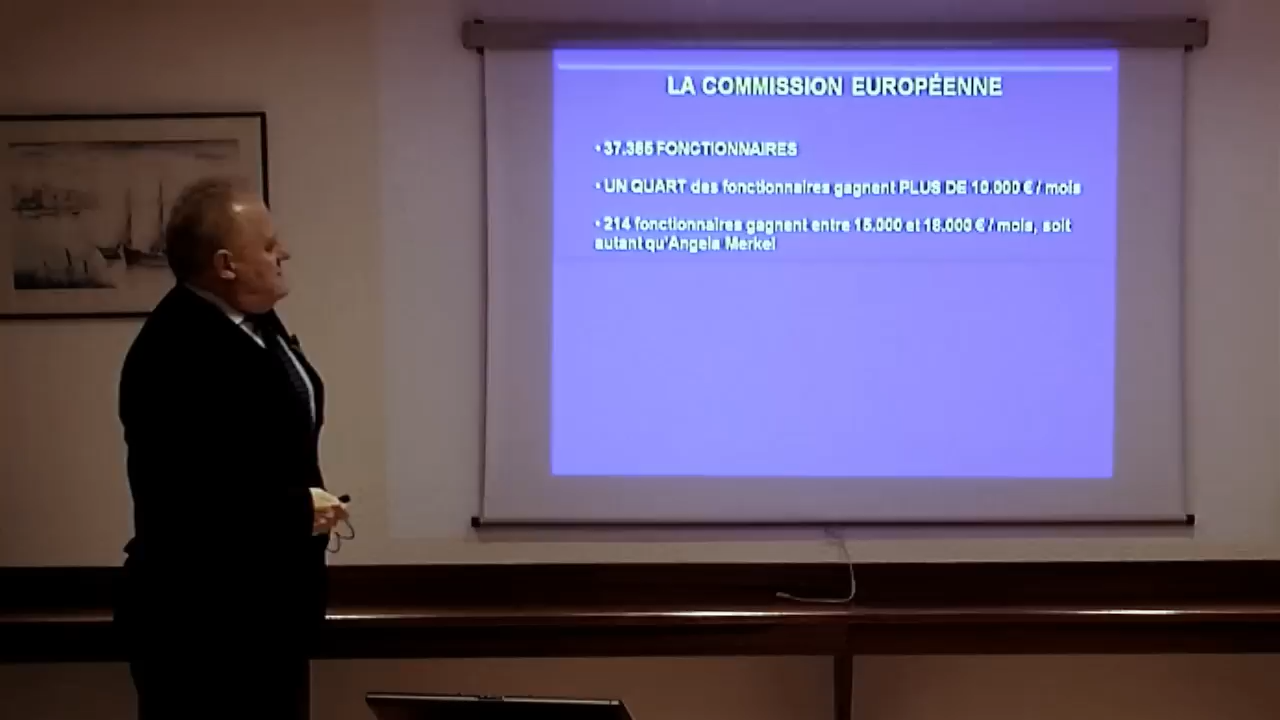 LA COMMISSION EUROPÉENNE
• 37.385 FONCTIONNAIRES
• UN QUART des fonctionnaires gagnent PLUS DE 10.000 € / mois
• 214 fonctionnaires gagnent entre 15.000 et 18.000 € / mois, soit
autant qu'Angela Merkel